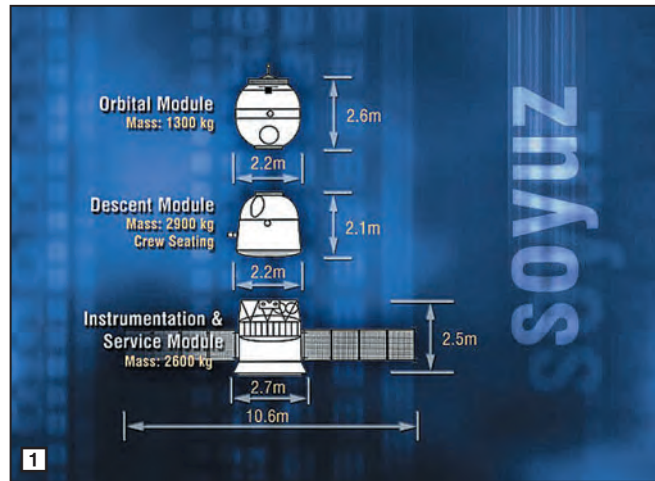 Orbital Module
Mass: 1300 kg
2.6m
2.2m
Descent Module
Mass: 2900 kg
Crew Seating
2.1m
2.2m
Instrumentation &
Service Module
Mass: 2600 kg
2.5m
2.7m
10.6m
soyuz
1